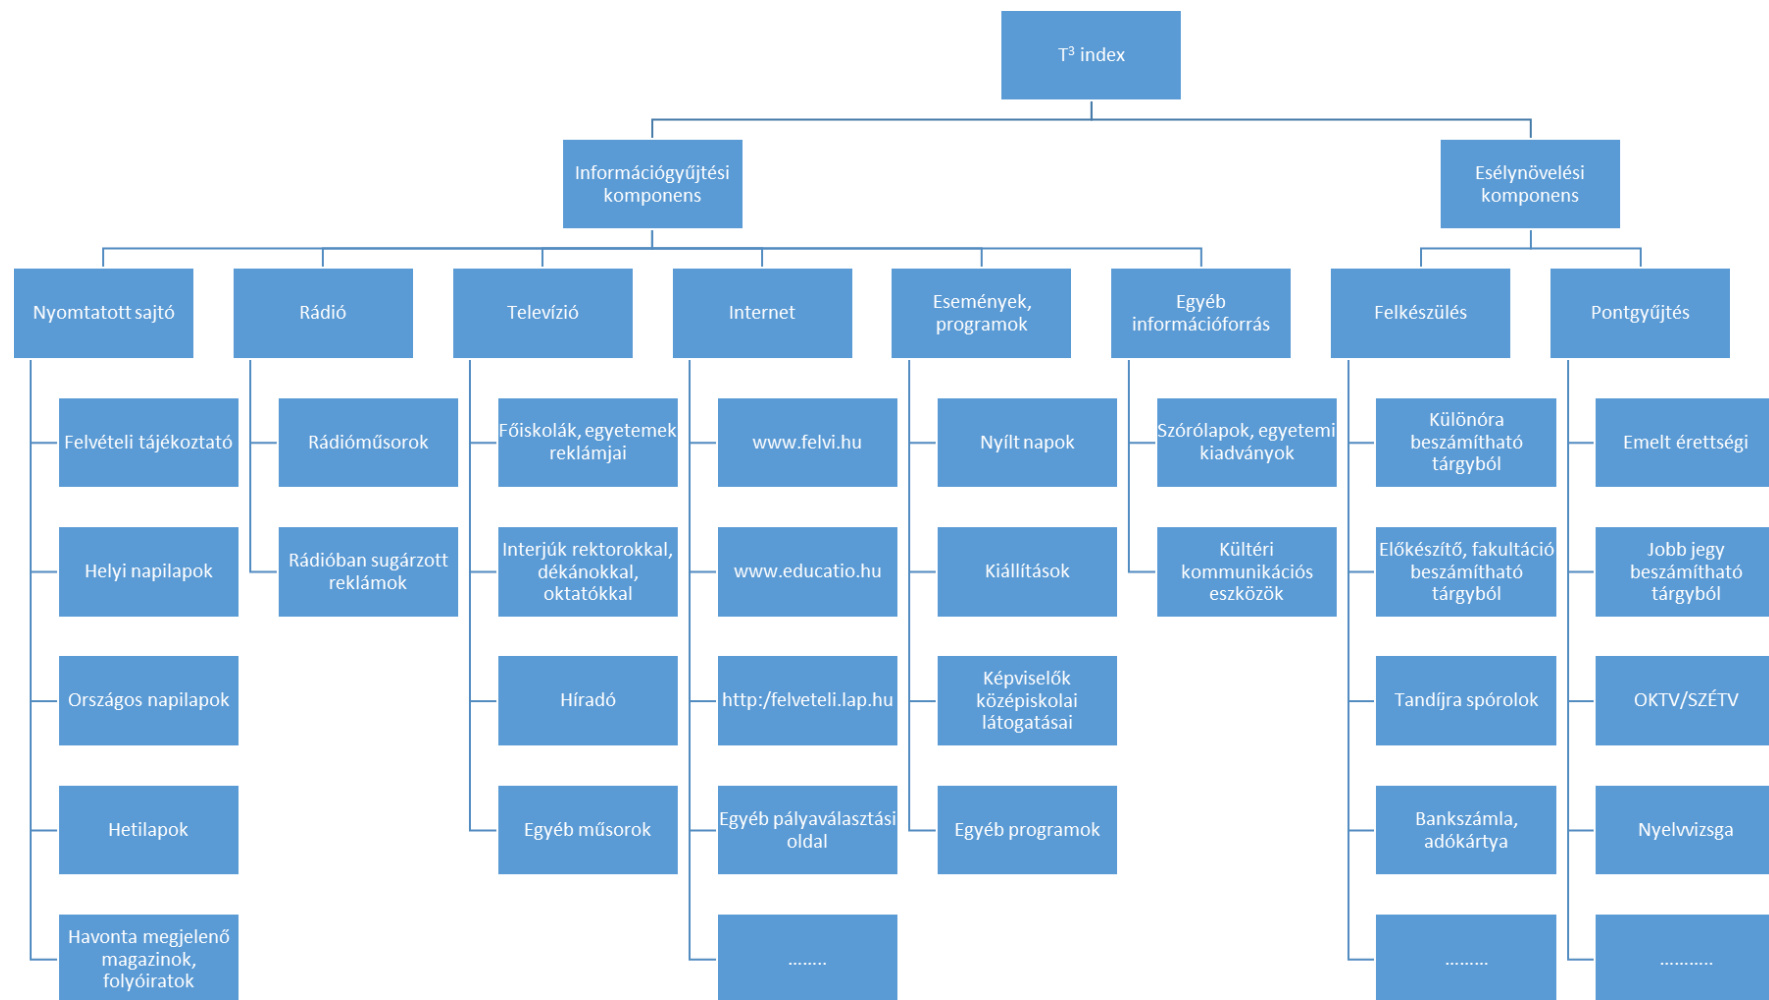 T³ index
Információgyűjtési
komponens
Esélynövelési
komponens
Nyomtatott sajtó
Rádió
Televízió
Internet
Események,
programok
Egyéb
információforrás
Felkészülés
Pontgyűjtés
Felvételi tájékoztató
Rádióműsorok
Főiskolák, egyetemek
reklámjai
www.felvi.hu
Nyílt napok
Szórólapok, egyetemi
kiadványok
Különóra
beszámítható
tárgyból
Emelt érettségi
Helyi napilapok
Rádióban sugárzott
reklámok
Interjúk rektorokkal,
dékánokkal,
oktatókkal
www.educatio.hu
Kiállítások
Kültéri
kommunikációs
eszközök
Előkészítő, fakultáció
beszámítható
tárgyból
Jobb jegy
beszámítható
tárgyból
Országos napilapok
Híradó
http:/felveteli.lap.hu
Képviselők
középiskolai
látogatásai
Tandíjra spórolok
OKTV/SZÉTV
Hetilapok
Egyéb műsorok
Egyéb pályaválasztási
oldal
Egyéb programok
Bankszámla,
adókártya
Nyelvvizsga
Havonta megjelenő
magazinok,
folyóiratok
........
.........
...........